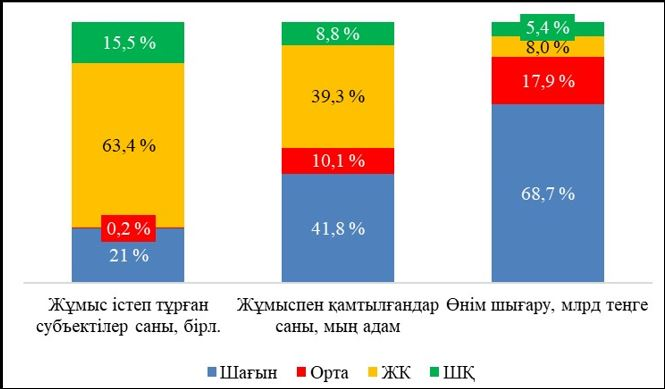 15,5 %
8,8 %
5,4 %
8,0 %
39,3 %
17,9 %
63,4 %
10,1 %
68,7 %
0,2 %
41,8 %
21 %
Жұмыс істеп тұрған
субъектілер саны, бірл.
Жұмыспен қамтылғандар
саны, мың адам
Өнім шығару, млрд теңге
Шағын Орта ЖК ШҚ